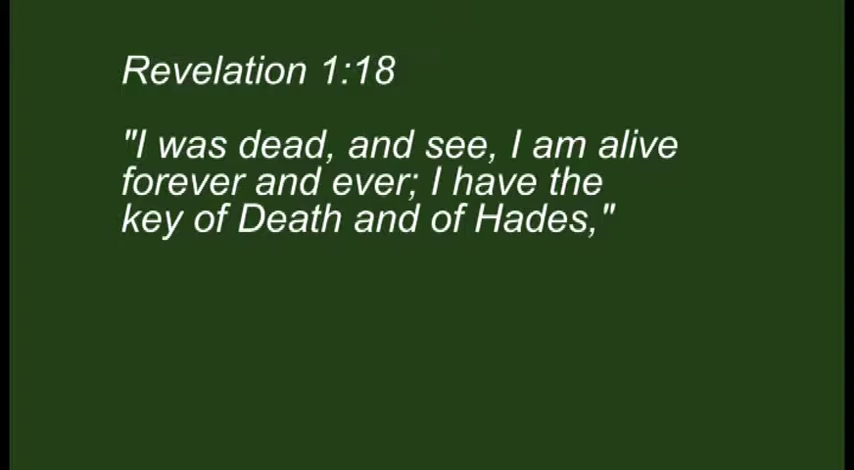 Revelation 1:18
"I was dead, and see, I am alive
forever and ever; I have the
key of Death and of Hades,"